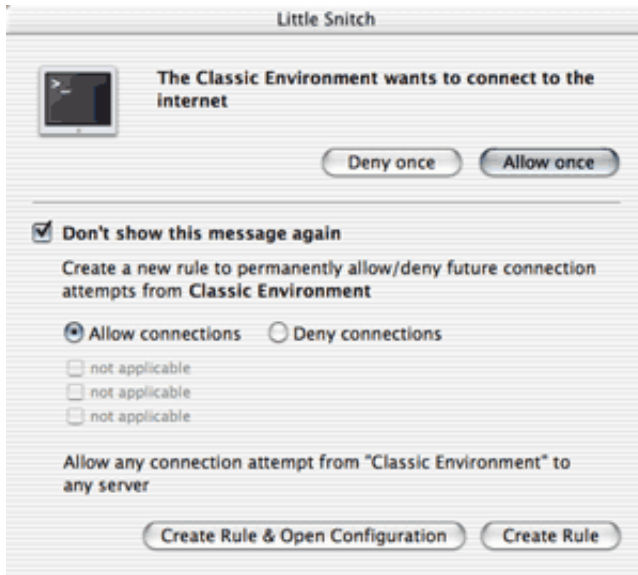 Little Snitch
>_
The Classic Environment wants to connect to the
internet
Deny once Allow once
Don't show this message again
Create a new rule to permanently allow/deny future connection
attempts from Classic Environment
Allow connections Deny connections
not applicable
not applicable
not applicable
Allow any connection attempt from "Classic Environment" to
any server
Create Rule & Open Configuration Create Rule